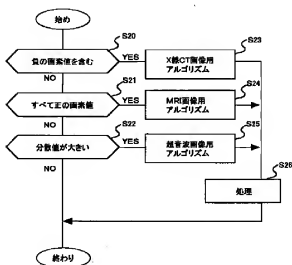 始め
S20
負の画素値を含む
YES
S23
X線CT画像用
アルゴリズム
NO
S21
すべて正の画素値
YES
S24
MRI画像用
アルゴリズム
NO
S22
分散値が大きい
YES
S25
超音波画像用
アルゴリズム
NO
S26
処理
終わり